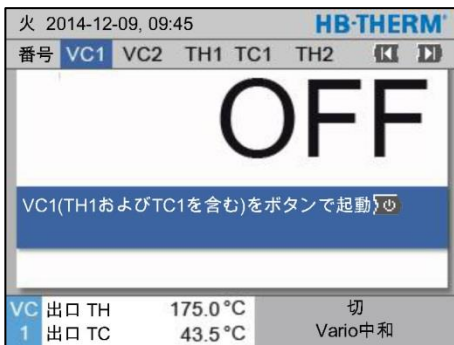 火 2014-12-09, 09:45 HB-THERM®
番号 VC1 VC2 TH1 TC1 TH2
OFF
VC1(TH1およびTC1を含む)をボタンで起動
VC 出口 TH 175.0 °C 切
1 出口 TC 43.5 °C Vario中和